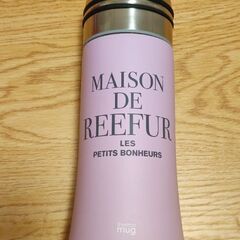 MAISON
DE
REEFUR
LES
PETITS BONHEURS
mug